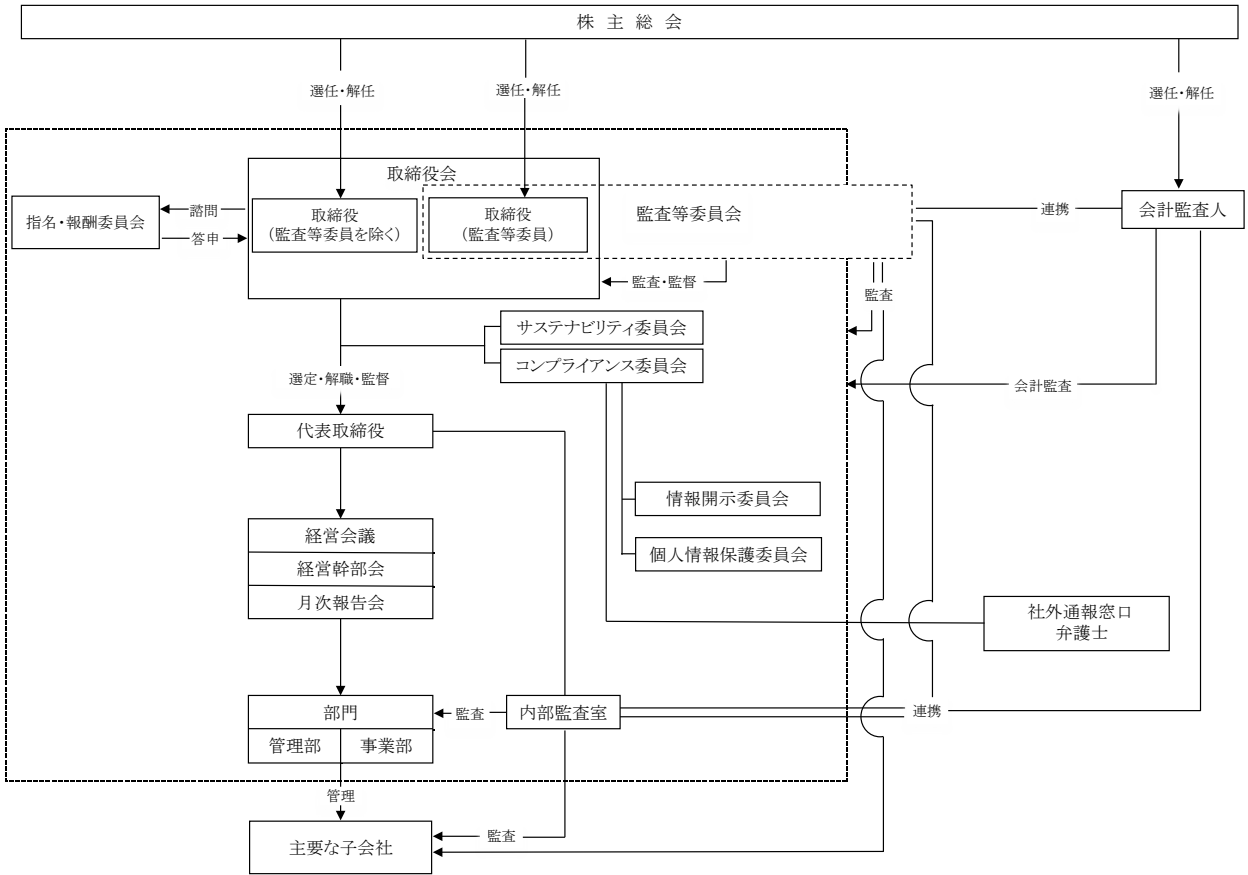 株 主 総 会
選任・解任
選任・解任
選任・解任
取締役会
指名・報酬委員会
諮問
答申
取締役
(監査等委員を除く)
取締役
(監査等委員)
監査等委員会
連携
会計監査人
監査・監督
監査
サステナビリティ委員会
コンプライアンス委員会
選定・解職・監督
会計監査
代表取締役
情報開示委員会
経営会議
個人情報保護委員会
経営幹部会
月次報告会
社外通報窓口
弁護士
部門
監査
内部監査室
連携
管理部
事業部
管理
監査
主要な子会社